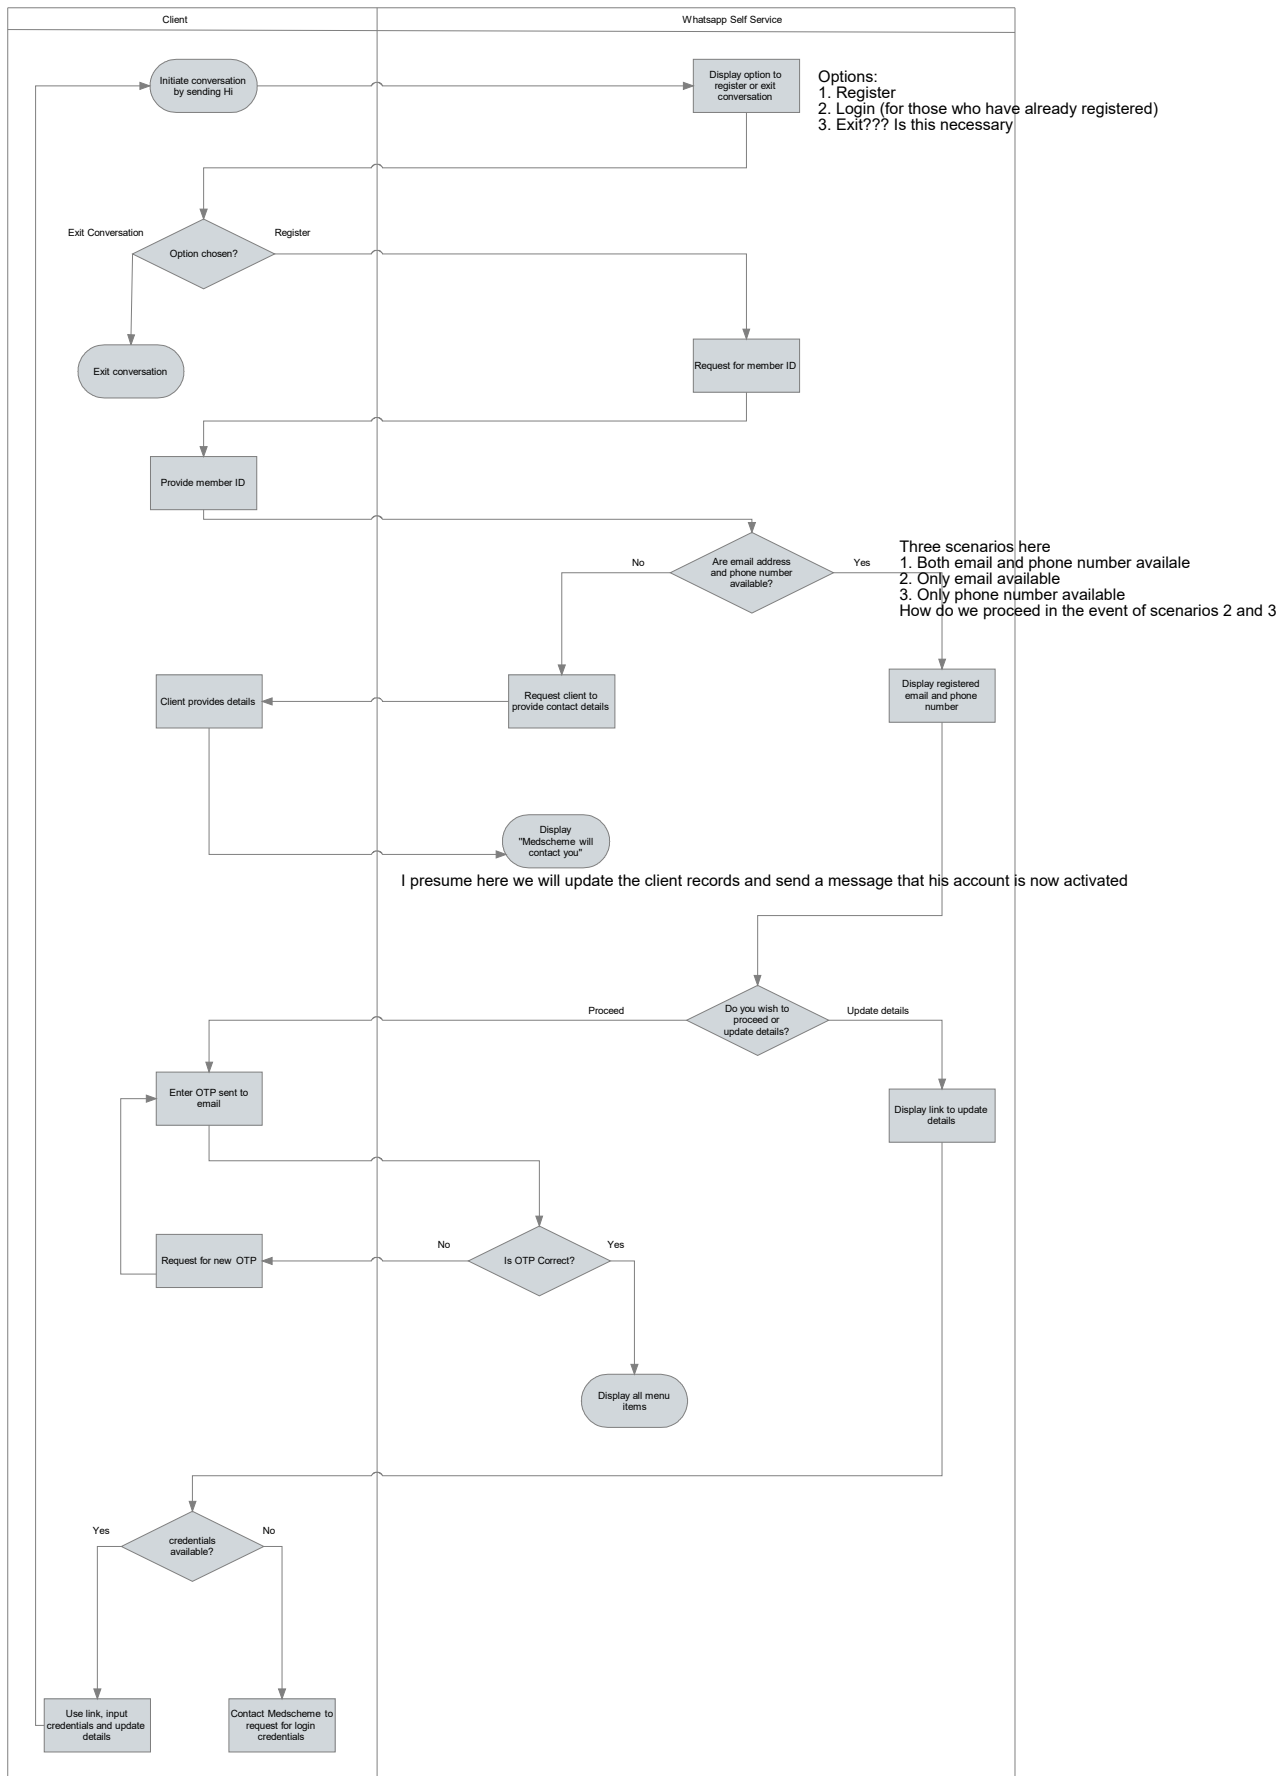 Client
Whatsapp Self Service
Initiate conversation
by sending Hi
Display option to
register or exit
conversation
Options:
1. Register
2. Login (for those who have already registered)
3. Exit??? Is this necessary
Exit Conversation
Option chosen?
Register
Exit conversation
Request for member ID
Provide member ID
No
Are email address
and phone number
available?
Yes
Three scenarios here
1. Both email and phone number availale
2. Only email available
3. Only phone number available
How do we proceed in the event of scenarios 2 and 3
Client provides details
Request client to
provide contact details
Display registered
email and phone
number
Display
"Medscheme will
contact you"
I presume here we will update the client records and send a message that his account is now activated
Proceed
Do you wish to
proceed or
update details?
Update details
Enter OTP sent to
email
Display link to update
details
Request for new OTP
No
Is OTP Correct?
Yes
Display all menu
items
Yes
credentials
available?
No
Use link, input
credentials and update
details
Contact Medscheme to
request for login
credentials